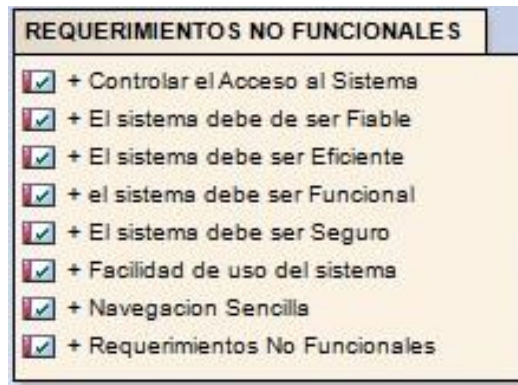 REQUERIMIENTOS NO FUNCIONALES
+ Controlar el Acceso al Sistema
+ El sistema debe de ser Fiable
+ El sistema debe ser Eficiente
+ el sistema debe ser Funcional
+ El sistema debe ser Seguro
+ Facilidad de uso del sistema
+ Navegacion Sencilla
+ Requerimientos No Funcionales